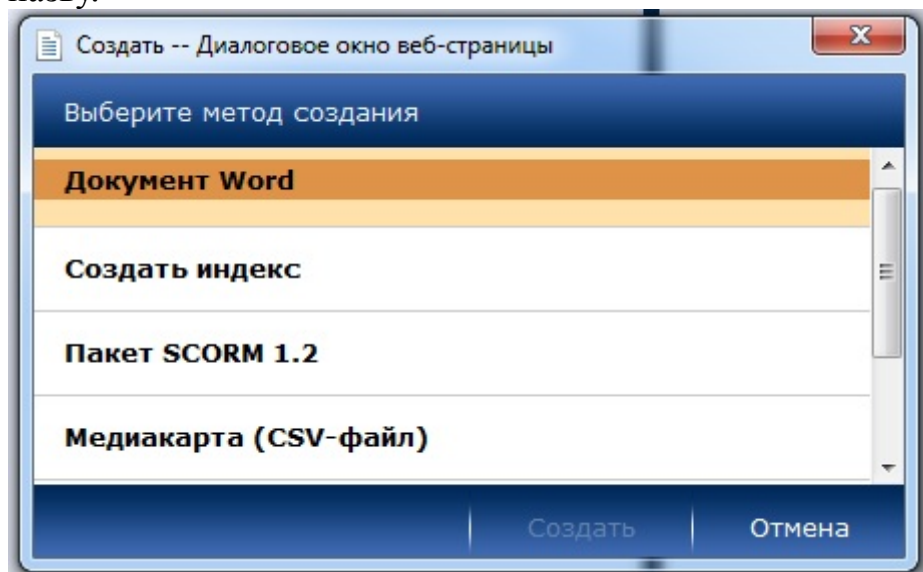 Создать -- Диалоговое окно веб-страницы
Выберите метод создания
Документ Word
Создать индекс
Пакет SCORM 1.2
Медиакарта (CSV-файл)
Создать
Отмена